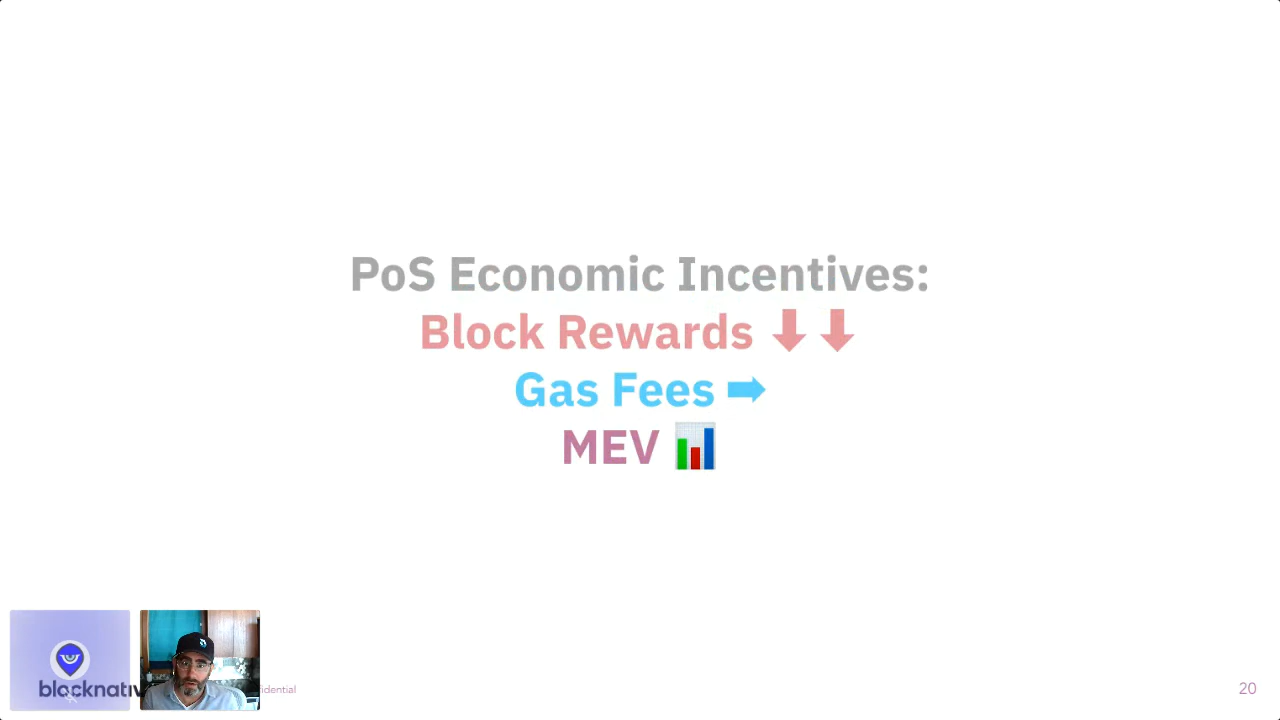 PoS Economic Incentives:
Block Rewards ⬇⬇
Gas Fees ➡
MEV 📊
20